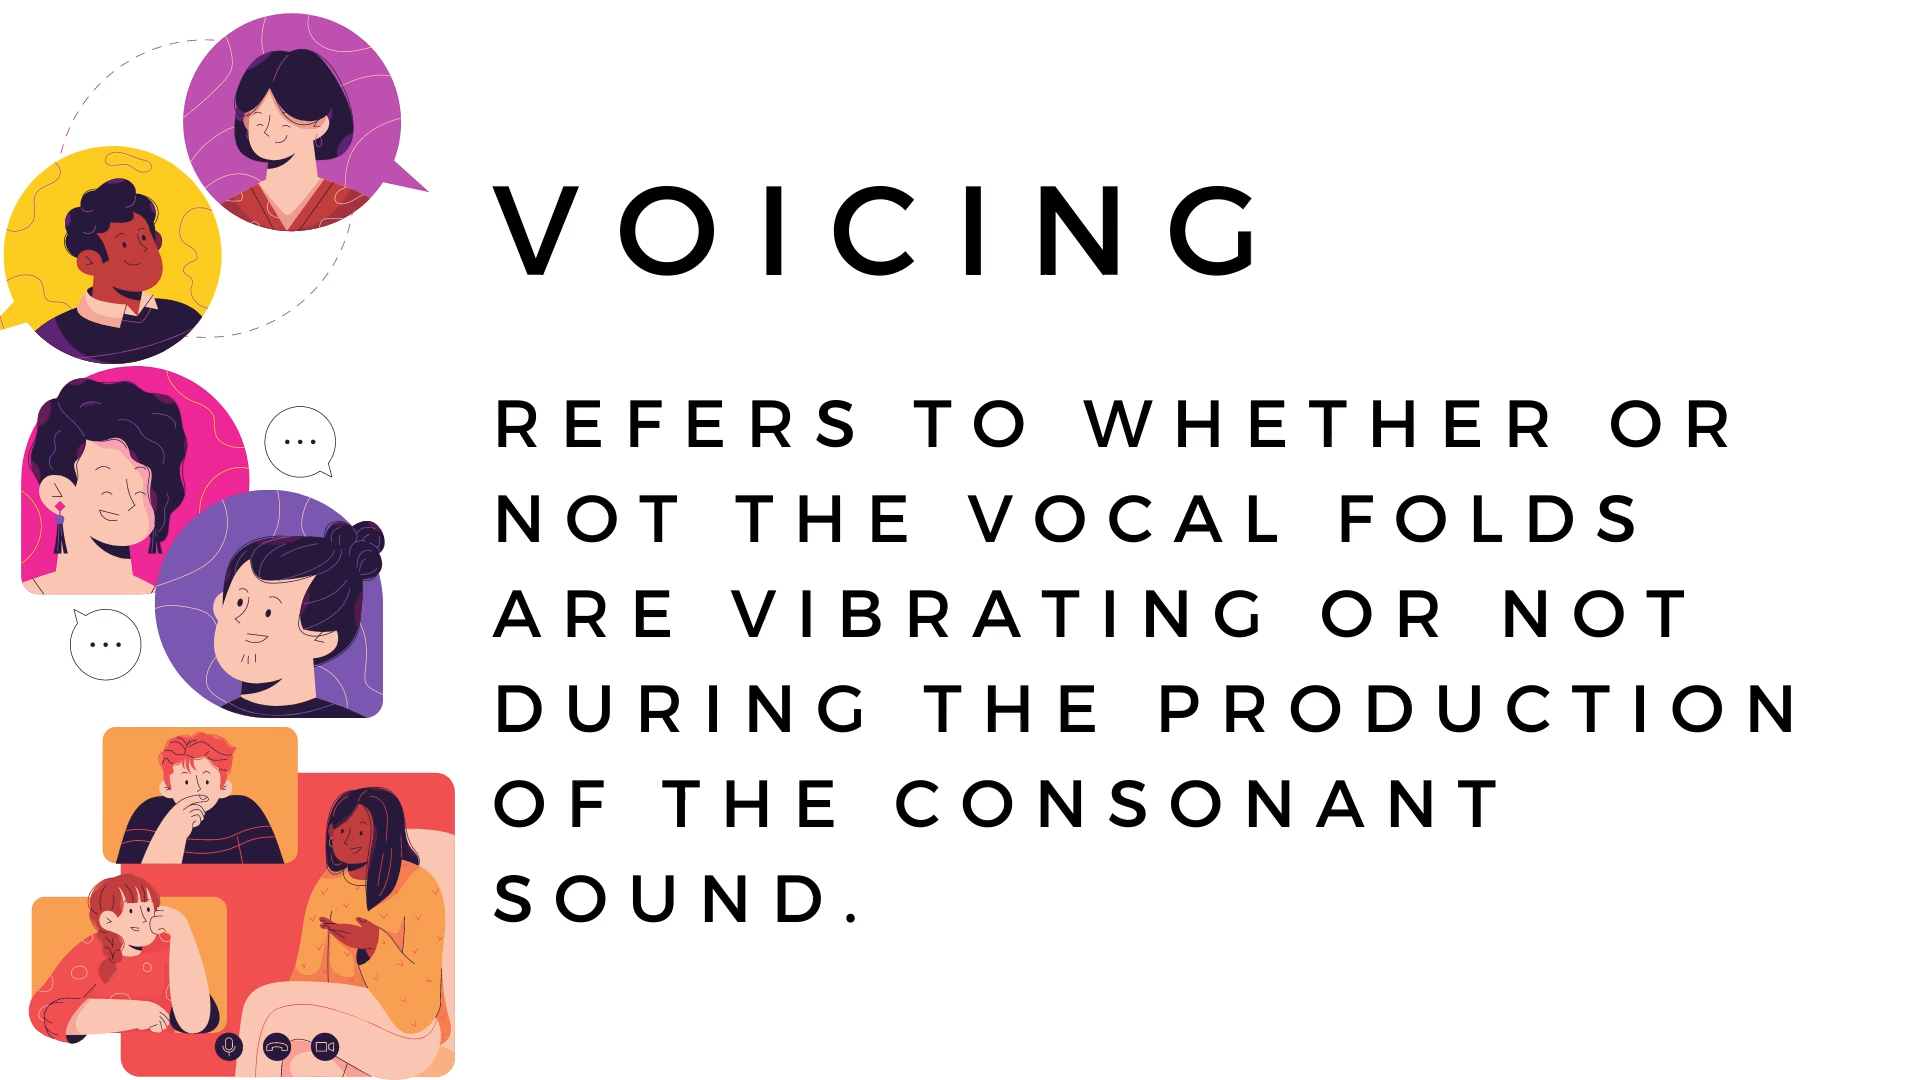 VOICING
REFERS TO WHETHER OR
NOT THE VOCAL FOLDS
ARE VIBRATING OR NOT
DURING THE PRODUCTION
OF THE CONSONANT
SOUND.